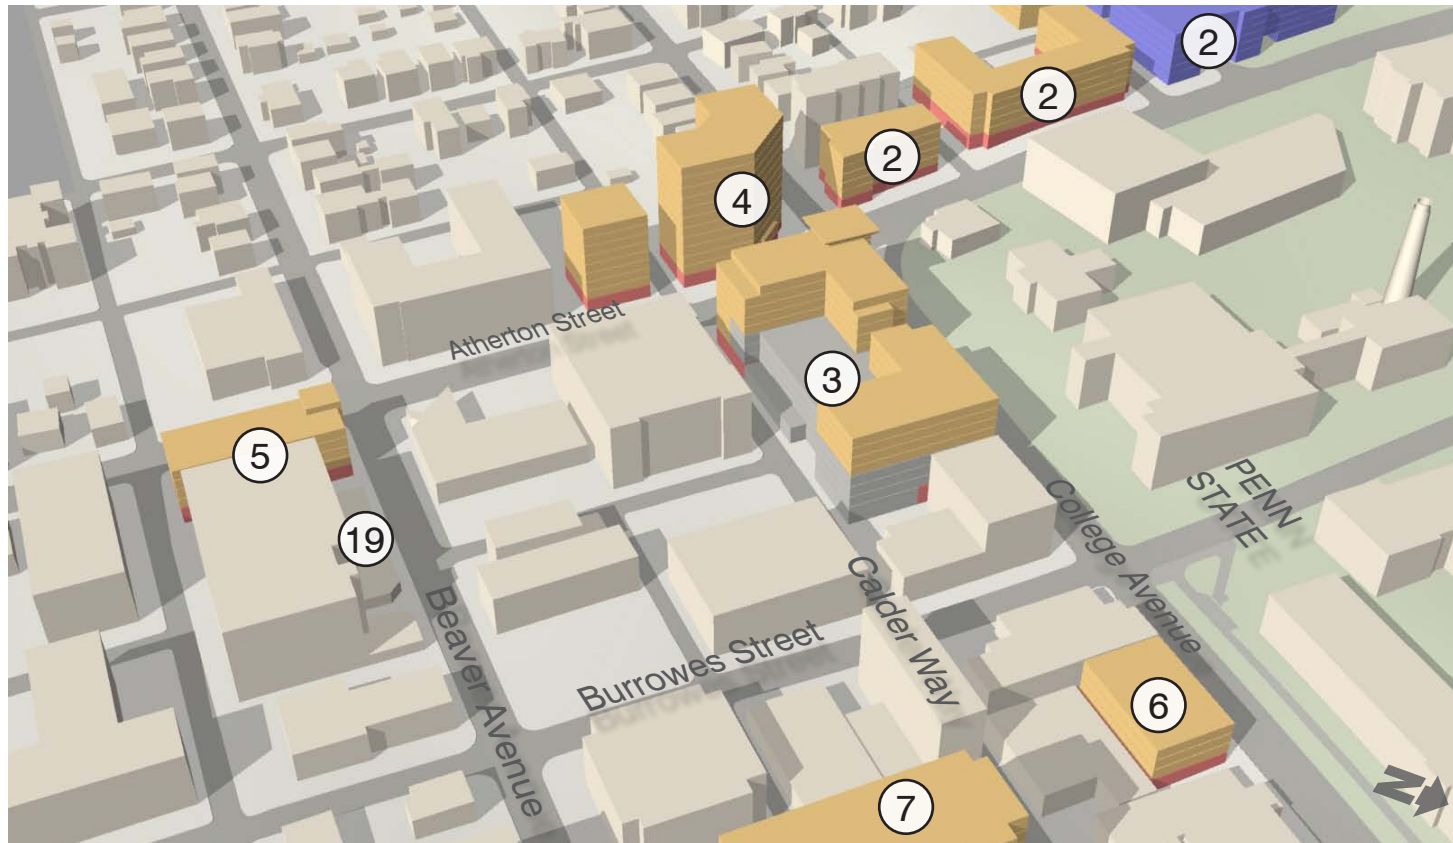 2
2
2
4
Atherton Street
3
5
PENN
STATE
19
College Avenue
Calder Way
Beaver Avenue
Burrowes Street
6
N
7